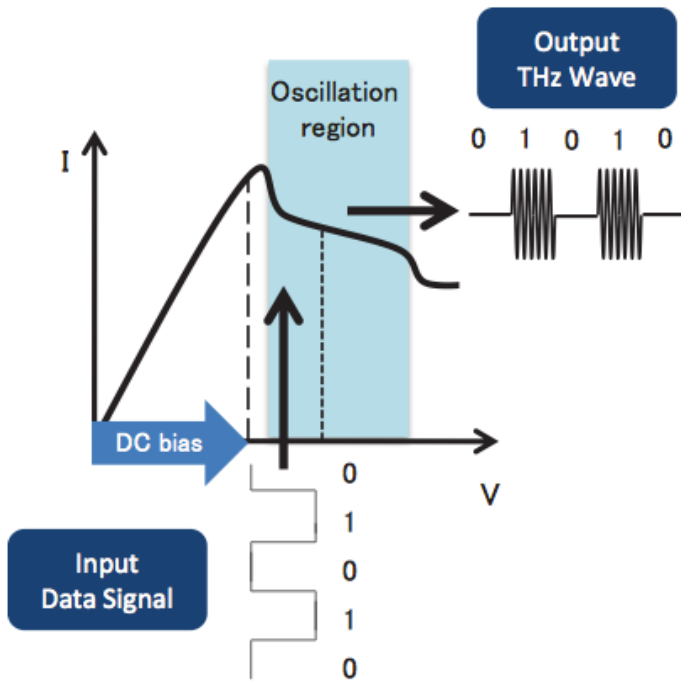 Output
THz Wave
0 1 0 1 0
Oscillation
region
I
DC bias
V
0
1
0
1
0
Input
Data Signal